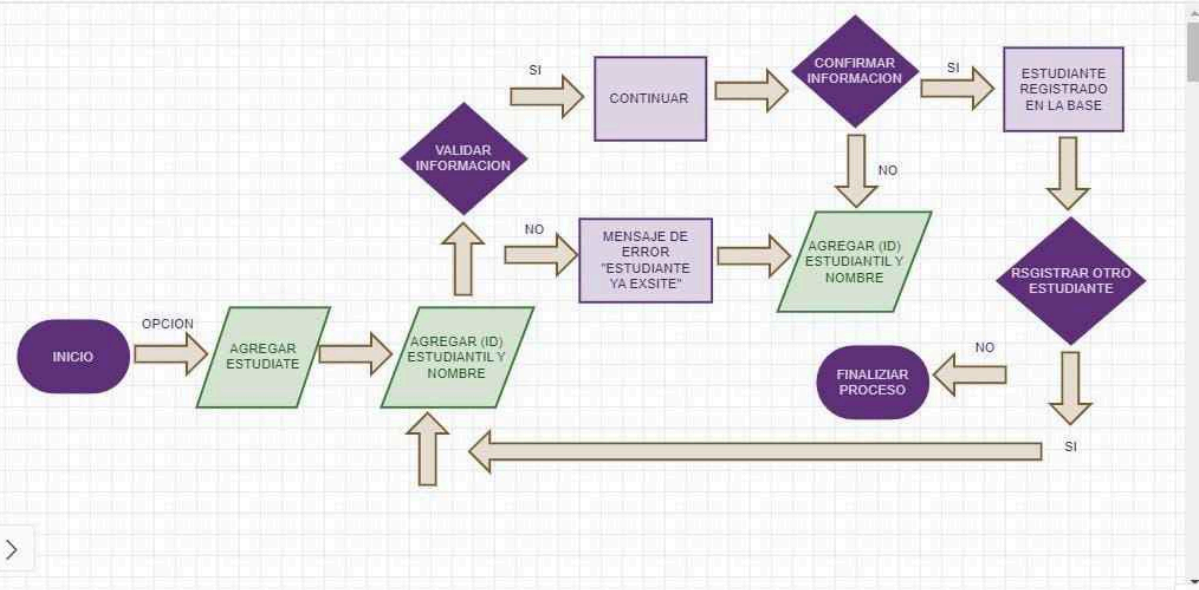 INICIO
OPCION
AGREGAR
ESTUDIATE
AGREGAR (ID)
ESTUDIANTIL Y
NOMBRE
VALIDAR
INFORMACION
SI
CONTINUAR
CONFIRMAR
INFORMACION
SI
ESTUDIANTE
REGISTRADO
EN LA BASE
NO
MENSAJE DE
ERROR
"ESTUDIANTE
YA EXSITE"
NO
AGREGAR (ID)
ESTUDIANTIL Y
NOMBRE
RSGISTRAR OTRO
ESTUDIANTE
NO
FINALIZIAR
PROCESO
SI